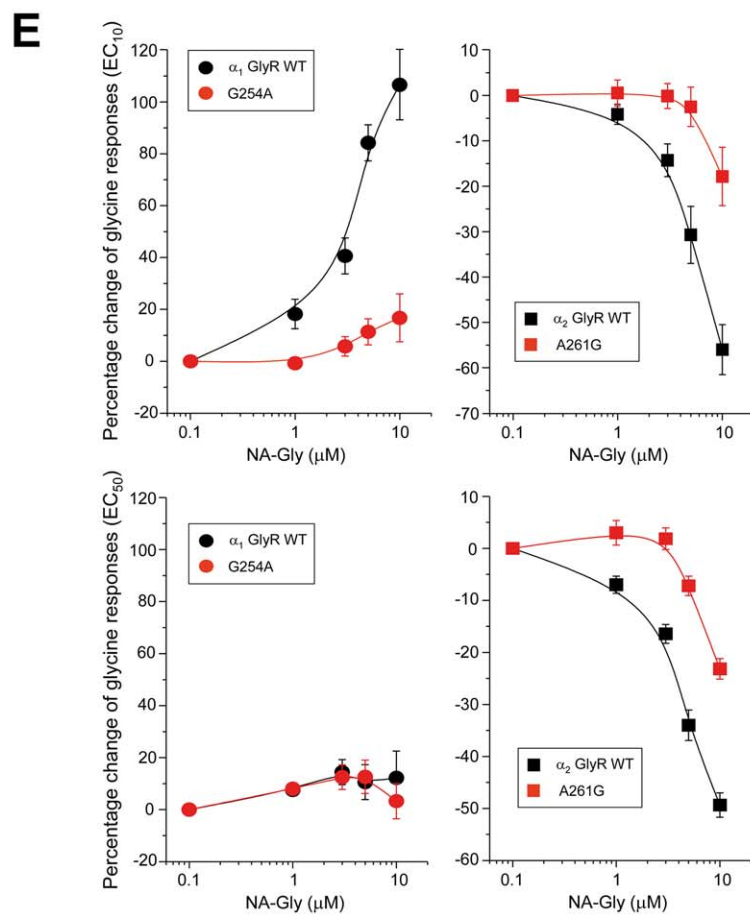 E
Percentage change of glycine responses (EC10)
120
100
80
60
40
20
0
-20
α1 GlyR WT
G254A
0.1
1
10
NA-Gly (μM)
0
-10
-20
-30
-40
-50
-60
-70
α2 GlyR WT
A261G
0.1
1
10
NA-Gly (μM)
Percentage change of glycine responses (EC50)
120
100
80
60
40
20
0
-20
α1 GlyR WT
G254A
0.1
1
10
NA-Gly (μM)
10
0
-10
-20
-30
-40
-50
-60
α2 GlyR WT
A261G
0.1
1
10
NA-Gly (μM)